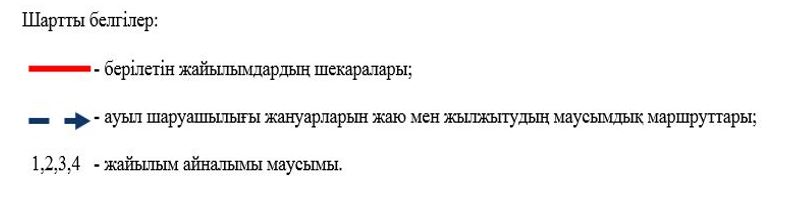 Шартты белгілер:
- берілетін жайылымдардың шекаралары;
- ауыл шаруашылығы жануарларын жаю мен жылжытудың маусымдық маршруттары;
1,2,3,4 - жайылым айналымы маусымы.